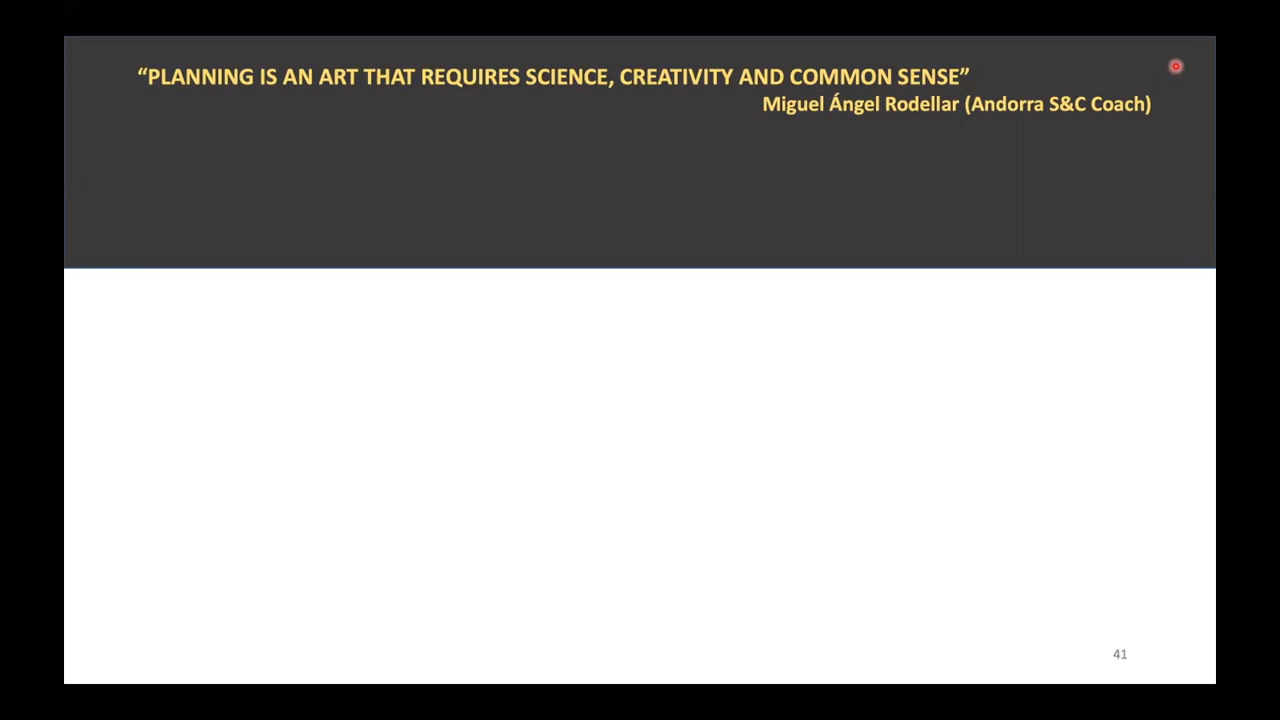 “PLANNING IS AN ART THAT REQUIRES SCIENCE, CREATIVITY AND COMMON SENSE”
Miguel Ángel Rodellar (Andorra S&C Coach)
41